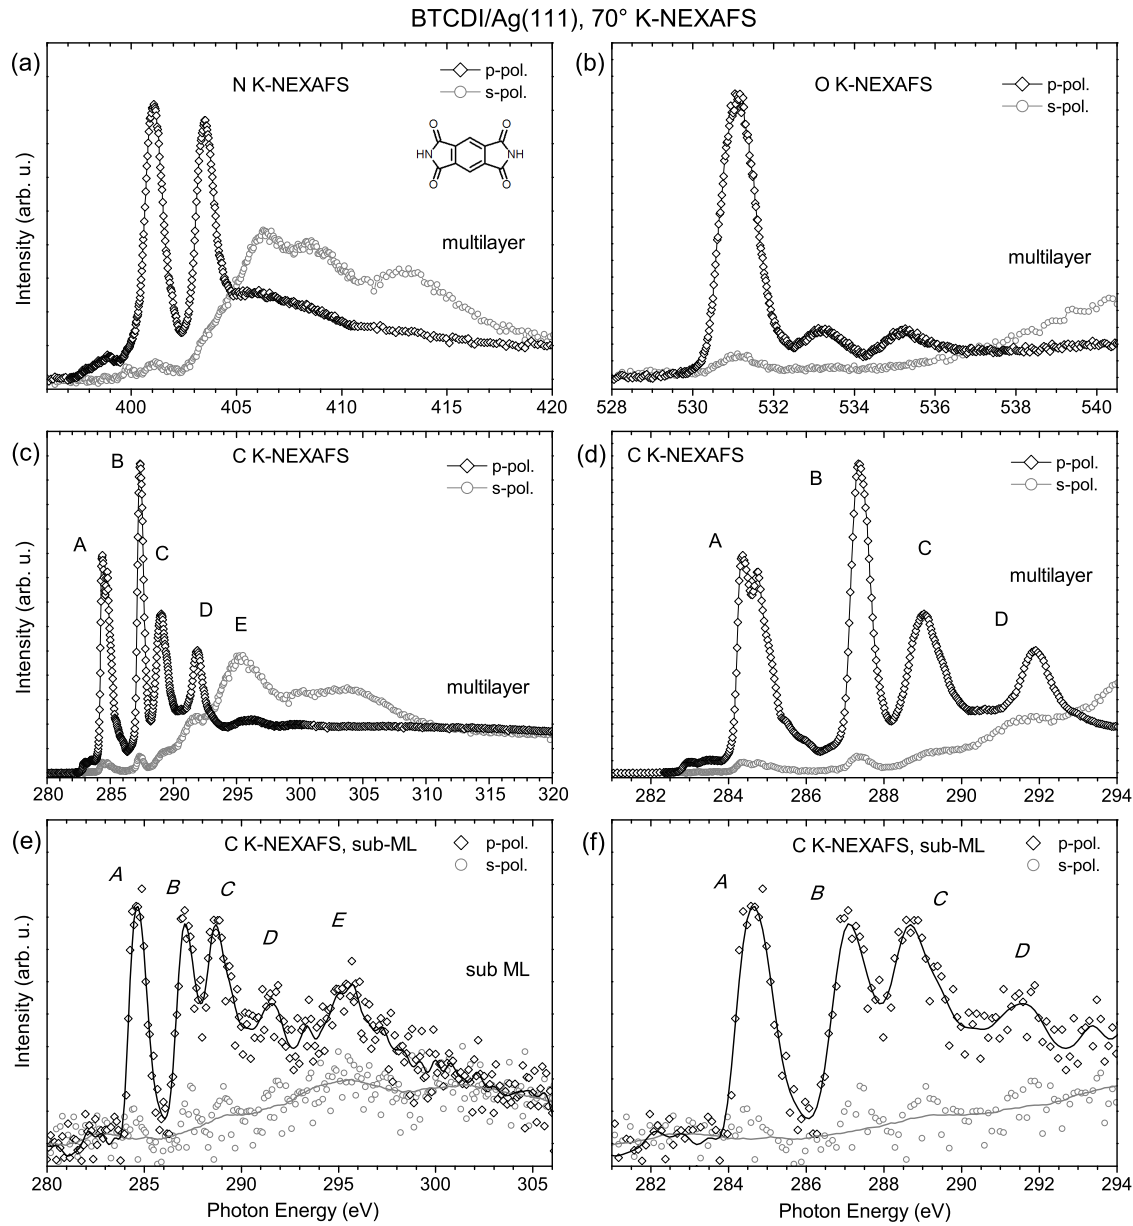 BTCDI/Ag(111), 70° K-NEXAFS
(a)
N K-NEXAFS
p-pol.
s-pol.
O
O
HN
NH
O
O
multilayer
Intensity (arb. u.)
400
405
410
415
420
(b)
O K-NEXAFS
p-pol.
s-pol.
multilayer
528
530
532
534
536
538
540
(c)
C K-NEXAFS
p-pol.
s-pol.
A
B
C
D
E
multilayer
Intensity (arb. u.)
280
285
290
295
300
305
310
315
320
(d)
C K-NEXAFS
p-pol.
s-pol.
A
B
C
D
multilayer
282
284
286
288
290
292
294
(e)
C K-NEXAFS, sub-ML
p-pol.
s-pol.
A
B
C
D
E
sub ML
Intensity (arb. u.)
280
285
290
295
300
305
Photon Energy (eV)
(f)
C K-NEXAFS, sub-ML
p-pol.
s-pol.
A
B
C
D
282
284
286
288
290
292
294
Photon Energy (eV)